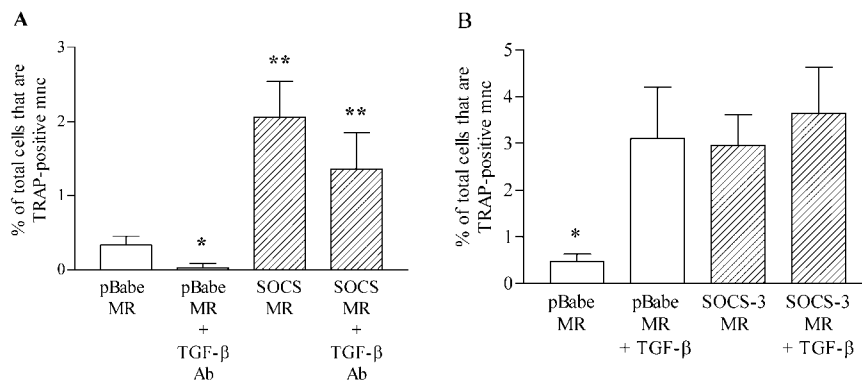 A
% of total cells that are
TRAP-positive mnc
3
2
1
0
*
**
**
pBabe
MR
pBabe
MR
+
TGF-β
Ab
SOCS
MR
SOCS
MR
+
TGF-β
Ab
B
% of total cells that are
TRAP-positive mnc
5
4
3
2
1
0
*
pBabe
MR
pBabe
MR
+ TGF-β
SOCS-3
MR
SOCS-3
MR
+ TGF-β